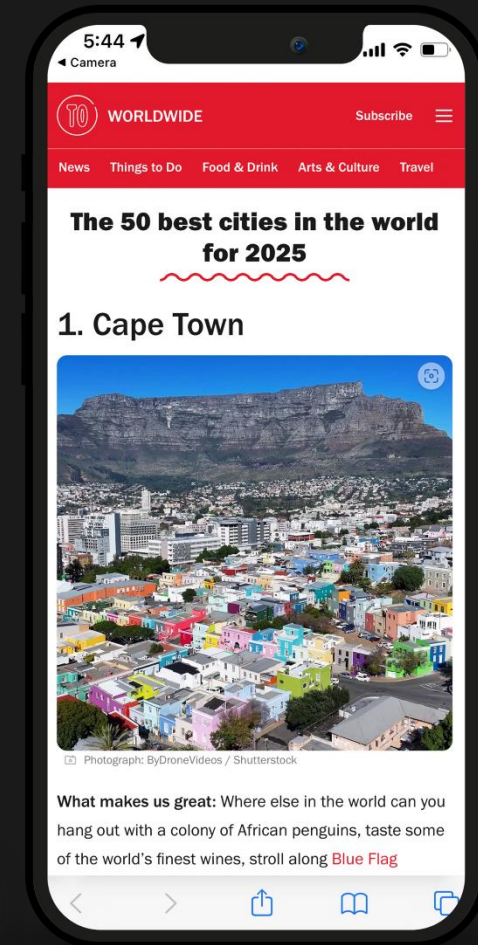 5:44
◀ Camera
TO WORLDWIDE Subscribe
News Things to Do Food & Drink Arts & Culture Travel
The 50 best cities in the world
for 2025
1. Cape Town
Photograph: ByDroneVideos / Shutterstock
What makes us great: Where else in the world can you
hang out with a colony of African penguins, taste some
of the world's finest wines, stroll along Blue Flag